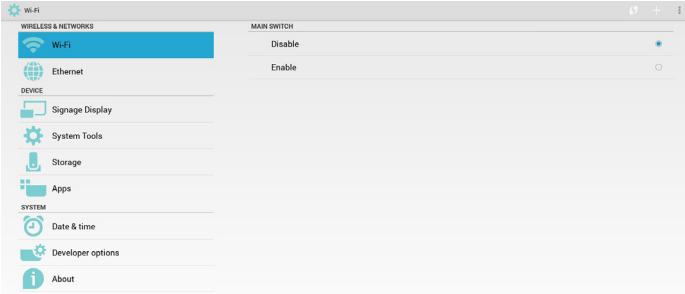 Wi-Fi
WIRELESS & NETWORKS
Wi-Fi
Ethernet
DEVICE
Signage Display
System Tools
Storage
Apps
SYSTEM
Date & time
Developer options
About
MAIN SWITCH
Disable
Enable